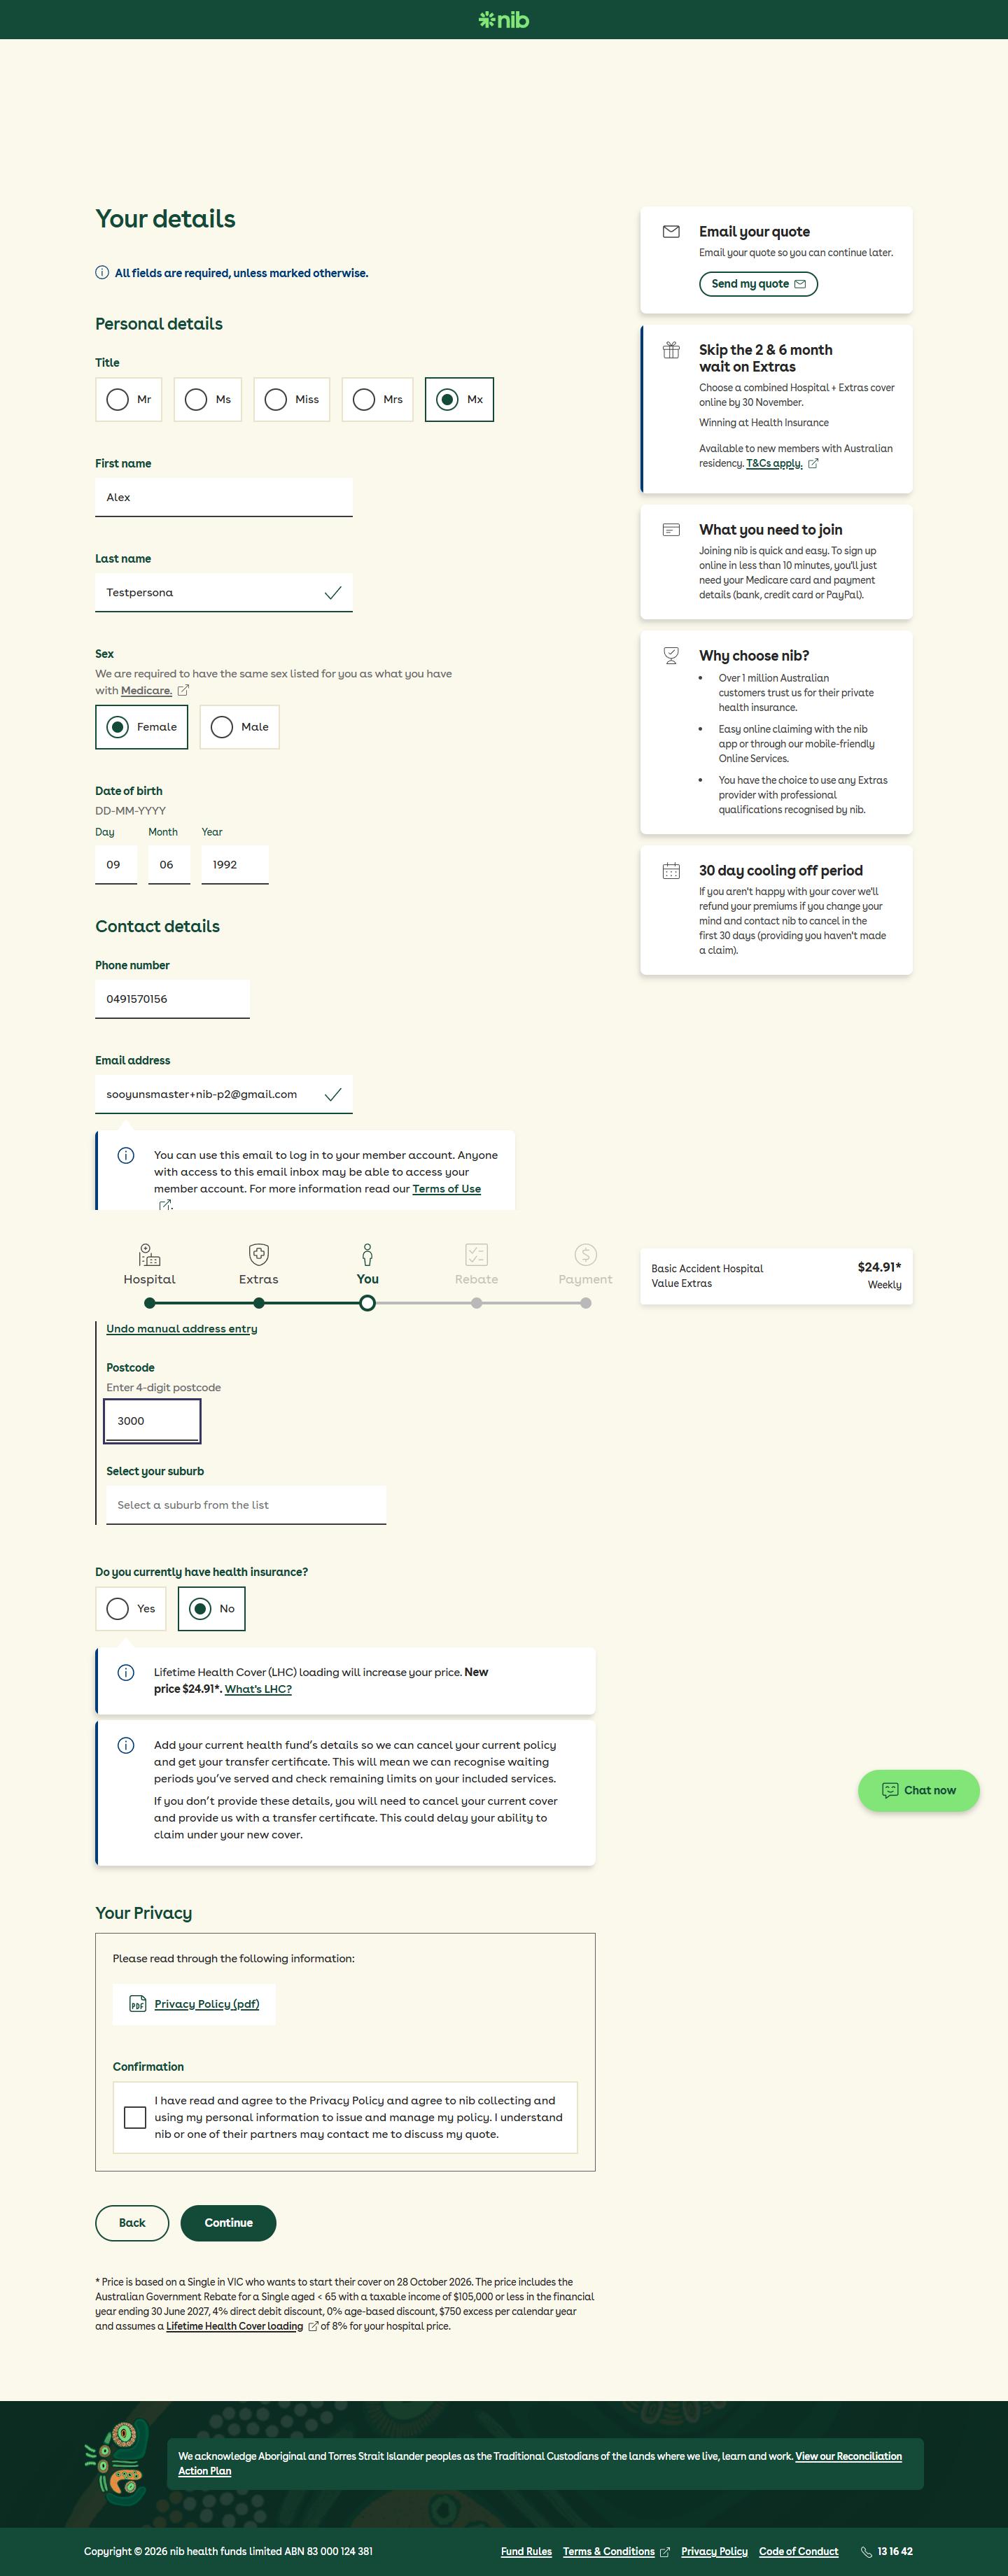 nib
Your details
All fields are required, unless marked otherwise.
Personal details
Title
Mr
Ms
Miss
Mrs
Mx
First name
Alex
Last name
Testpersona
Sex
We are required to have the same sex listed for you as what you have
with Medicare.
Female
Male
Date of birth
DD-MM-YYYY
Day
Month
Year
09
06
1992
Contact details
Phone number
0491570156
Email address
sooyunsmaster+nib-p2@gmail.com
You can use this email to log in to your member account. Anyone
with access to this email inbox may be able to access your
member account. For more information read our Terms of Use
.
Email your quote
Email your quote so you can continue later.
Send my quote
Skip the 2 & 6 month
wait on Extras
Choose a combined Hospital + Extras cover
online by 30 November.
Winning at Health Insurance
Available to new members with Australian
residency. T&Cs apply.
What you need to join
Joining nib is quick and easy. To sign up
online in less than 10 minutes, you'll just
need your Medicare card and payment
details (bank, credit card or PayPal).
Why choose nib?
• Over 1 million Australian
customers trust us for their private
health insurance.
• Easy online claiming with the nib
app or through our mobile-friendly
Online Services.
• You have the choice to use any Extras
provider with professional
qualifications recognised by nib.
30 day cooling off period
If you aren't happy with your cover we'll
refund your premiums if you change your
mind and contact nib to cancel in the
first 30 days (providing you haven't made
a claim).
Hospital
Extras
You
Rebate
Payment
Basic Accident Hospital
Value Extras
$24.91*
Weekly
Undo manual address entry
Postcode
Enter 4-digit postcode
3000
Select your suburb
Select a suburb from the list
Do you currently have health insurance?
Yes
No
Lifetime Health Cover (LHC) loading will increase your price. New
price $24.91*. What's LHC?
Add your current health fund's details so we can cancel your current policy
and get your transfer certificate. This will mean we can recognise waiting
periods you've served and check remaining limits on your included services.
If you don't provide these details, you will need to cancel your current cover
and provide us with a transfer certificate. This could delay your ability to
claim under your new cover.
Chat now
Your Privacy
Please read through the following information:
PDF
Privacy Policy (pdf)
Confirmation
I have read and agree to the Privacy Policy and agree to nib collecting and
using my personal information to issue and manage my policy. I understand
nib or one of their partners may contact me to discuss my quote.
Back
Continue
* Price is based on a Single in VIC who wants to start their cover on 28 October 2026. The price includes the
Australian Government Rebate for a Single aged < 65 with a taxable income of $105,000 or less in the financial
year ending 30 June 2027, 4% direct debit discount, 0% age-based discount, $750 excess per calendar year
and assumes a Lifetime Health Cover loading of 8% for your hospital price.
We acknowledge Aboriginal and Torres Strait Islander peoples as the Traditional Custodians of the lands where we live, learn and work. View our Reconciliation
Action Plan
Copyright © 2026 nib health funds limited ABN 83 000 124 381
Fund Rules
Terms & Conditions
Privacy Policy
Code of Conduct
13 16 42